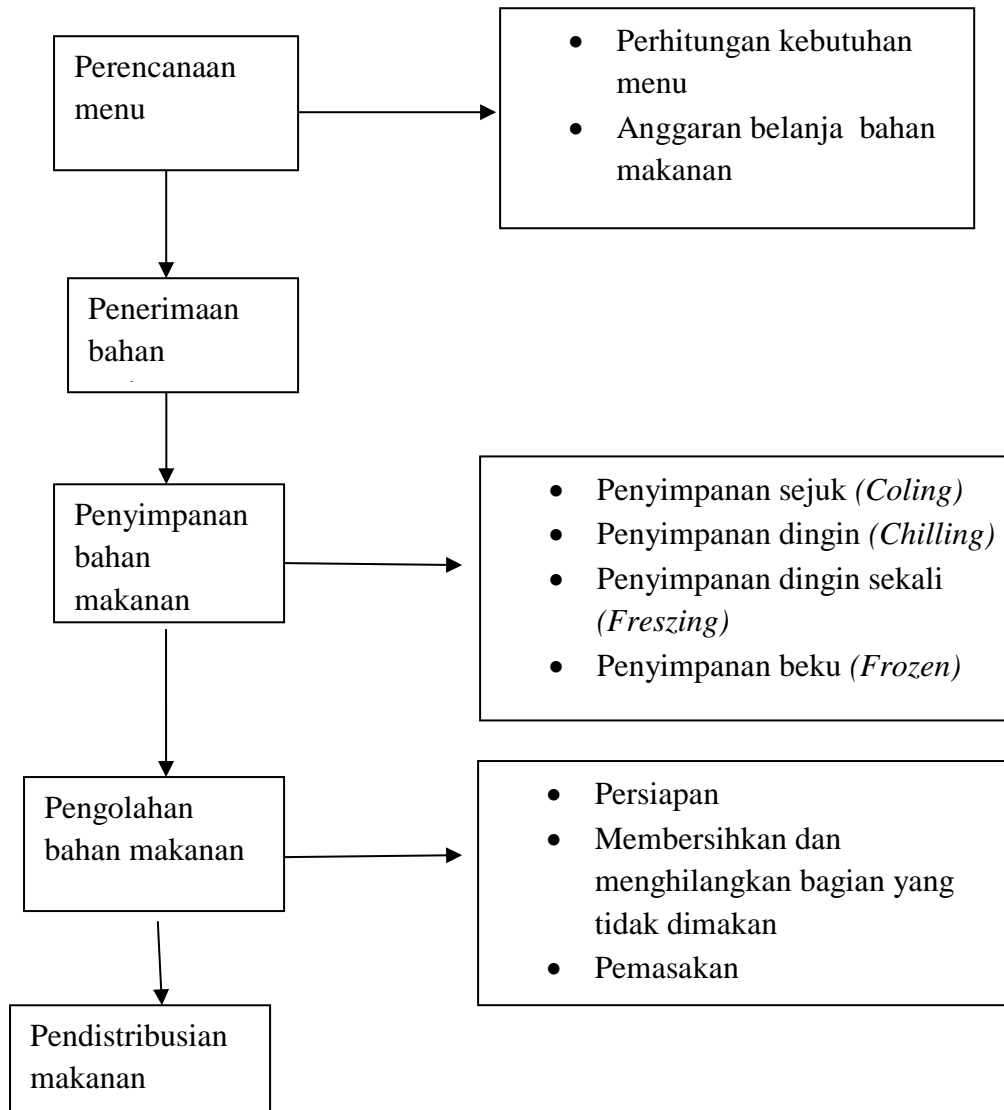 Perencanaan
menu
• Perhitungan kebutuhan
menu
• Anggaran belanja bahan
makanan
Penerimaan
bahan
Penyimpanan
bahan
makanan
• Penyimpanan sejuk (Coling)
• Penyimpanan dingin (Chilling)
• Penyimpanan dingin sekali
(Freszing)
• Penyimpanan beku (Frozen)
Pengolahan
bahan makanan
• Persiapan
• Membersihkan dan
menghilangkan bagian yang
tidak dimakan
• Pemasakan
Pendistribusian
makanan